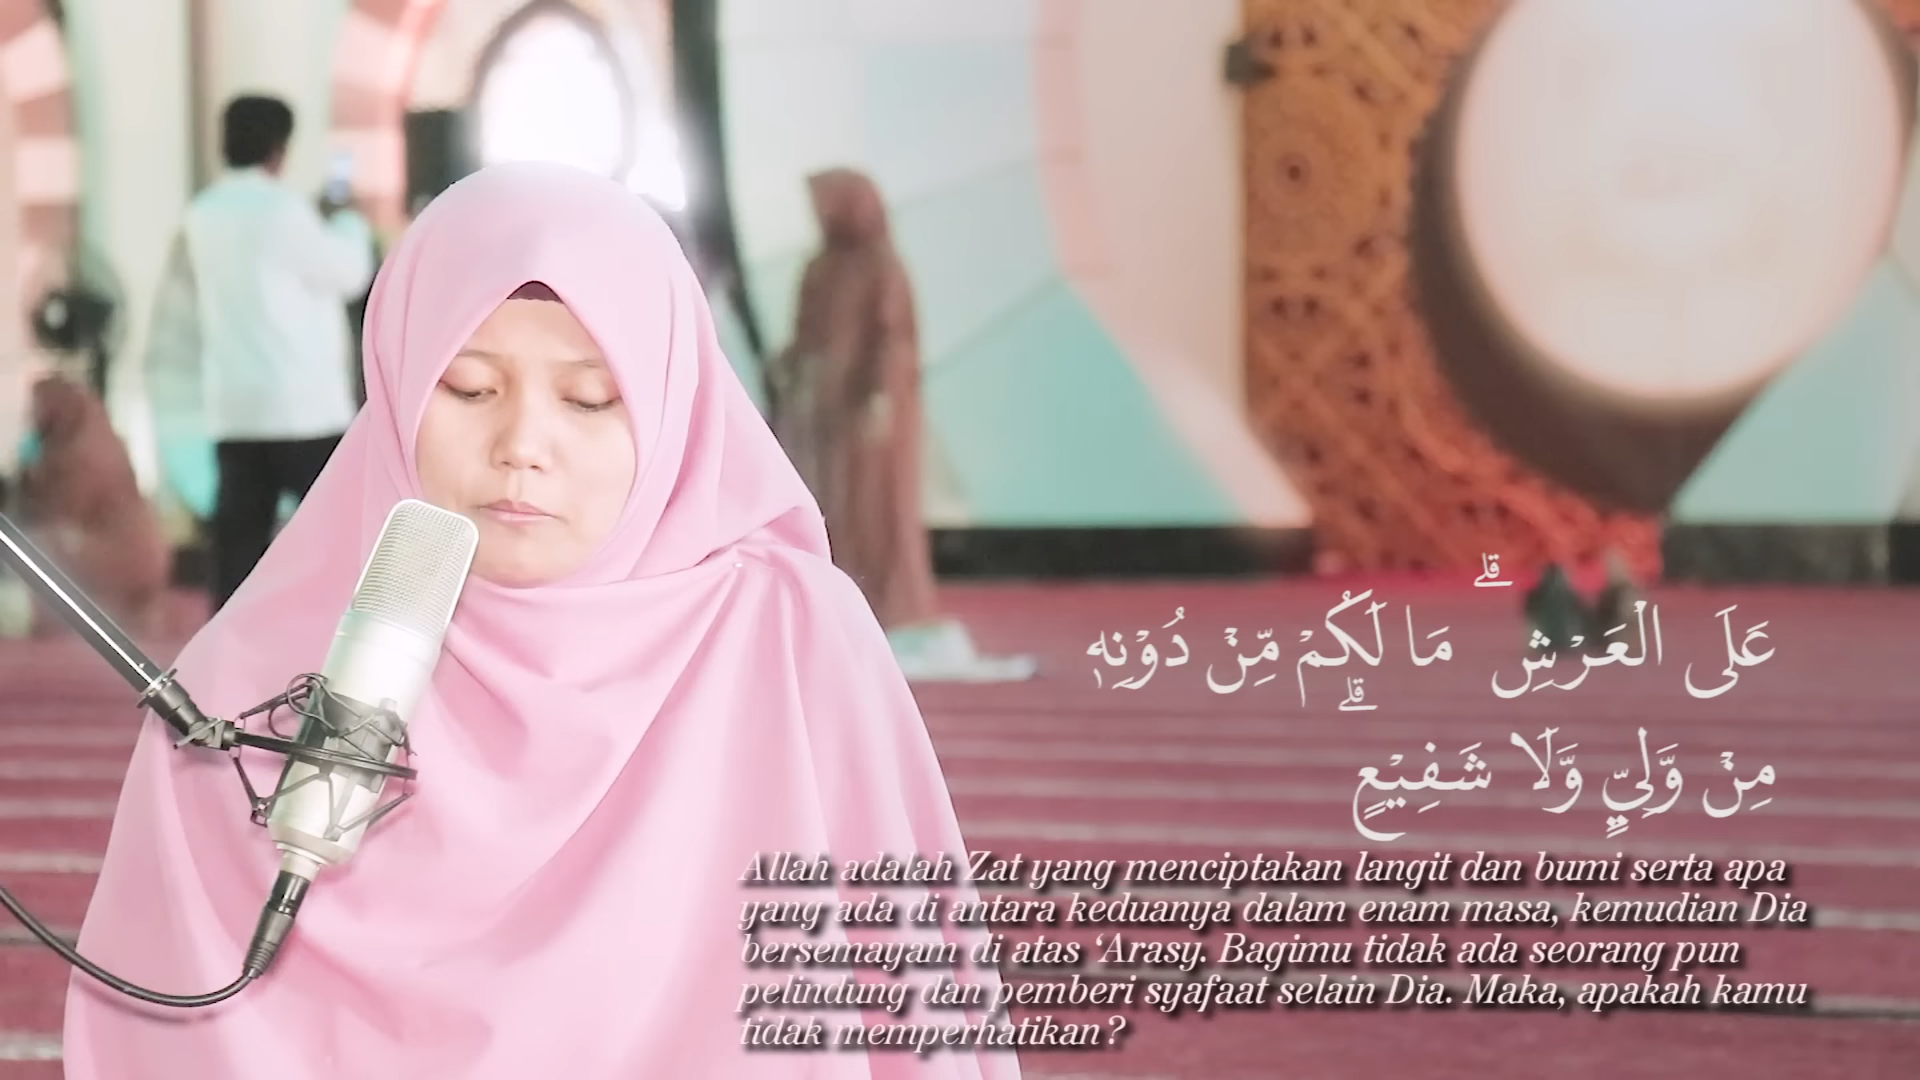 عَلَى الْعَرْشِۗ مَا لَكُمْ مِّنْ دُوْنِهٖ
مِنْ وَّلِيٍّ وَّلَا شَفِيْعٍۗ
Allah adalah Zat yang menciptakan langit dan bumi serta apa
yang ada di antara keduanya dalam enam masa, kemudian Dia
bersemayam di atas ‘Arasy. Bagimu tidak ada seorang pun
pelindung dan pemberi syafaat selain Dia. Maka, apakah kamu
tidak memperhatikan?